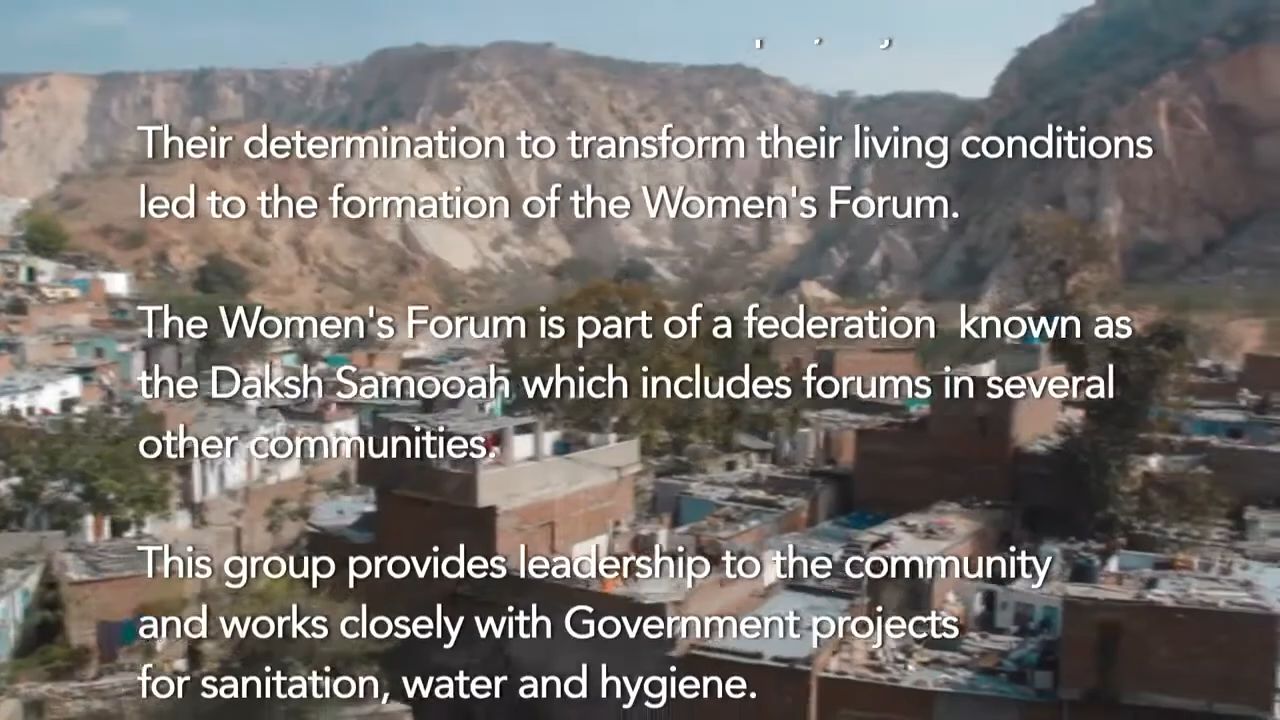 Their determination to transform their living conditions
led to the formation of the Women's Forum.
The Women's Forum is part of a federation  known as
the Daksh Samooah which includes forums in several
other communities.
This group provides leadership to the community
and works closely with Government projects
for sanitation, water and hygiene.